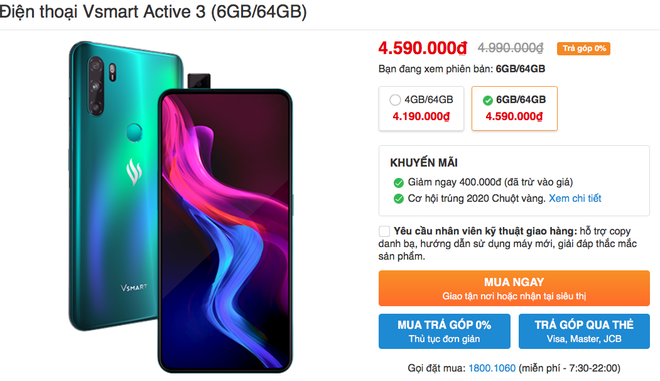 Điện thoại Vsmart Active 3 (6GB/64GB)
4.590.000₫ 4.990.000₫ Trả góp 0%
Bạn đang xem phiên bản: 6GB/64GB
4GB/64GB
4.190.000₫
6GB/64GB
4.590.000₫
KHUYẾN MÃI
Giảm ngay 400.000đ (đã trừ vào giá)
Cơ hội trúng 2020 Chuột vàng. Xem chi tiết
Yêu cầu nhân viên kỹ thuật giao hàng: hỗ trợ copy
danh bạ, hướng dẫn sử dụng máy mới, giải đáp thắc mắc
sản phẩm.
MUA NGAY
Giao tận nơi hoặc nhận tại siêu thị
MUA TRẢ GÓP 0%
Thủ tục đơn giản
TRẢ GÓP QUA THẺ
Visa, Master, JCB
Gọi đặt mua: 1800.1060 (miễn phí - 7:30-22:00)
VSMART